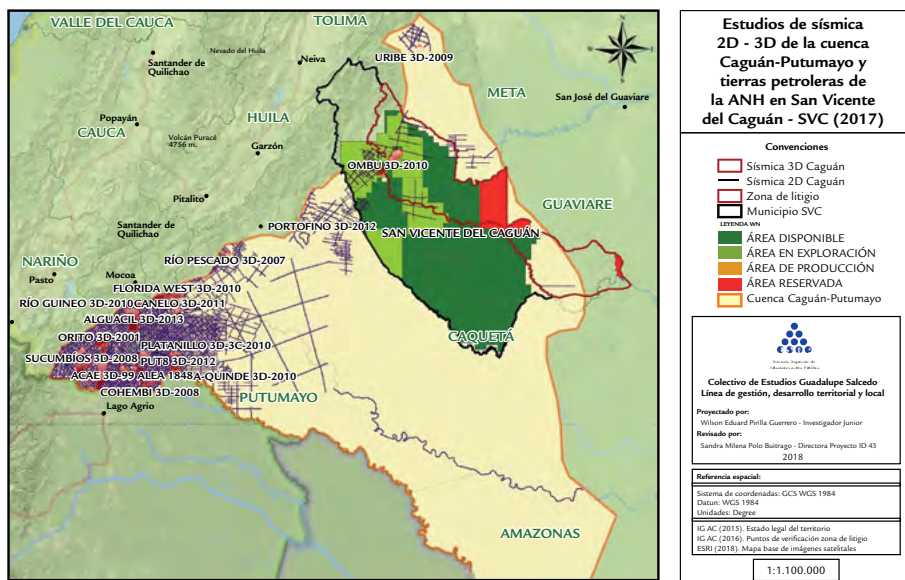 VALLE DEL CAUCA
TOLIMA
Nevado del Huila
Santander de
Quilichao
Neiva
URIBE 3D-2009
META
San José del Guaviare
Popayán
HUILA
CAUCA
Volcán Puracé
4756 m.
Garzón
OMBÚ 3D-2010
Pitalito
GUAVIARE
Santander de
Quilichao
PORTOFINO 3D-2012
SAN VICENTE DEL CAGUÁN
NARIÑO
Pasto
Mocoa
RÍO PESCADO 3D-2007
FLORIDA WEST 3D-2010
RÍO GUINEO 3D-2010
CANELO 3D-2011
ALGUACIL 3D-2013
ORITO 3D-2001
PLATANILLO 3D-3C-2010
CAQUETÁ
SUCUMBÍOS 3D-2008
PUT8 3D-2012
ACAE 3D-99
ALEA 1848
A-QUINDE 3D-2010
COHEMBI 3D-2008
PUTUMAYO
Lago Agrio
AMAZONAS
Estudios de sísmica
2D - 3D de la cuenca
Caguán-Putumayo y
tierras petroleras de
la ANH en San Vicente
del Caguán - SVC (2017)
Convenciones
Sísmica 3D Caguán
Sísmica 2D Caguán
Zona de litigio
Municipio SVC
LEYENDA WN
ÁREA DISPONIBLE
ÁREA EN EXPLORACIÓN
ÁREA DE PRODUCCIÓN
ÁREA RESERVADA
Cuenca Caguán-Putumayo
esap
Escuela Superior de
Administración Pública
Colectivo de Estudios Guadalupe Salcedo
Línea de gestión, desarrollo territorial y local
Proyectado por:
Wilson Eduard Pirilla Guerrero - Investigador Junior
Revisado por:
Sandra Milena Polo Buitrago - Directora Proyecto ID 43
2018
Referencia espacial:
Sistema de coordenadas: GCS WGS 1984
Datun: WGS 1984
Unidades: Degree
IG AC (2015). Estado legal del territorio
IG AC (2016). Puntos de verificación zona de litigio
ESRI (2018). Mapa base de imágenes satelitales
1:1.100.000